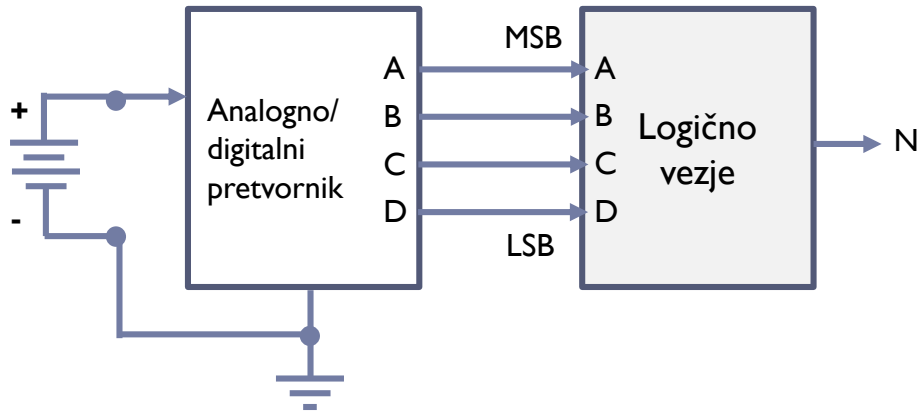 MSB
+
-
Analogno/
digitalni
pretvornik
A
B
C
D
LSB
A
B
C
D
Logično
vezje
N